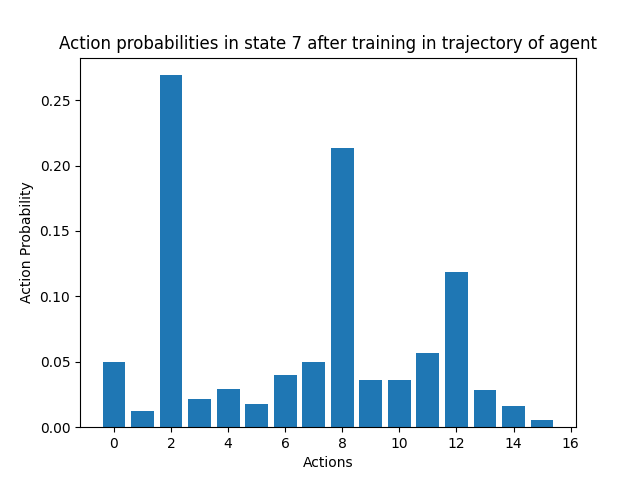 Action probabilities in state 7 after training in trajectory of agent
0.25
0.20
0.15
0.10
0.05
0.00
Action Probability
0 2 4 6 8 10 12 14 16
Actions